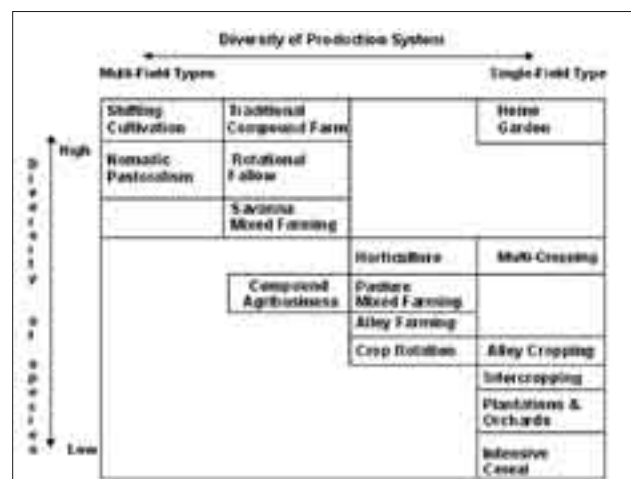 Diversity of Production System
Multi-Field Types
Single-Field Type
Shifting
Cultivation
Traditional
Compound Farm
Home
Garden
High
Nomadic
Pastoralism
Rotational
Fallow
Savanna
Mixed Farming
Horticulture
Multi-Cropping
Compound
Agribusiness
Pasture
Mixed Farming
Alley Farming
Crop Rotation
Alley Cropping
Intercropping
Plantations &
Orchards
Low
Intensive
Cereal
Diversity of Species